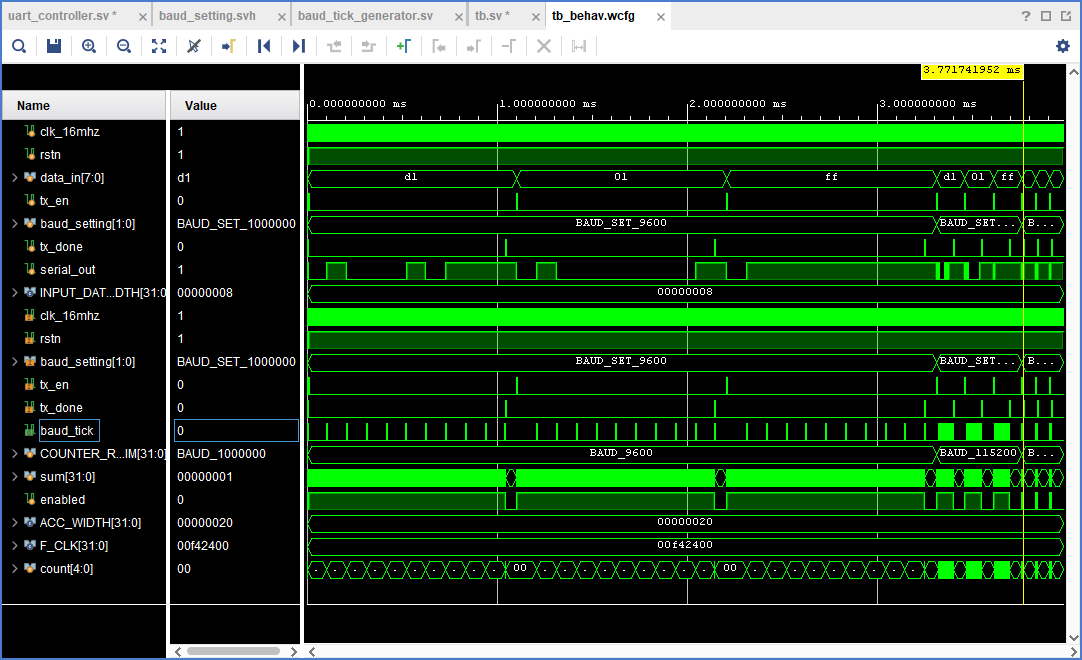 uart_controller.sv * baud_setting.svh baud_tick_generator.sv tb.sv * tb_behav.wcfg
3.771741952 ms
Name Value 0.000000000 ms 1.000000000 ms 2.000000000 ms 3.000000000 ms
clk_16mhz 1
rstn 1
data_in[7:0] d1 d1 01 ff d1 01 ff
tx_en 0
baud_setting[1:0] BAUD_SET_1000000 BAUD_SET_9600 BAUD_SET... B...
tx_done 0
serial_out 1
INPUT_DAT...DTH[31:0 00000008 00000008
clk_16mhz 1
rstn 1
baud_setting[1:0] BAUD_SET_1000000 BAUD_SET_9600 BAUD_SET... B...
tx_en 0
tx_done 0
baud_tick 0
COUNTER_R...IM[31:0] BAUD_1000000 BAUD_9600 BAUD_115200 B...
sum[31:0] 00000001
enabled 0
ACC_WIDTH[31:0] 00000020 00000020
F_CLK[31:0] 00f42400 00f42400
count[4:0] 00 00 00